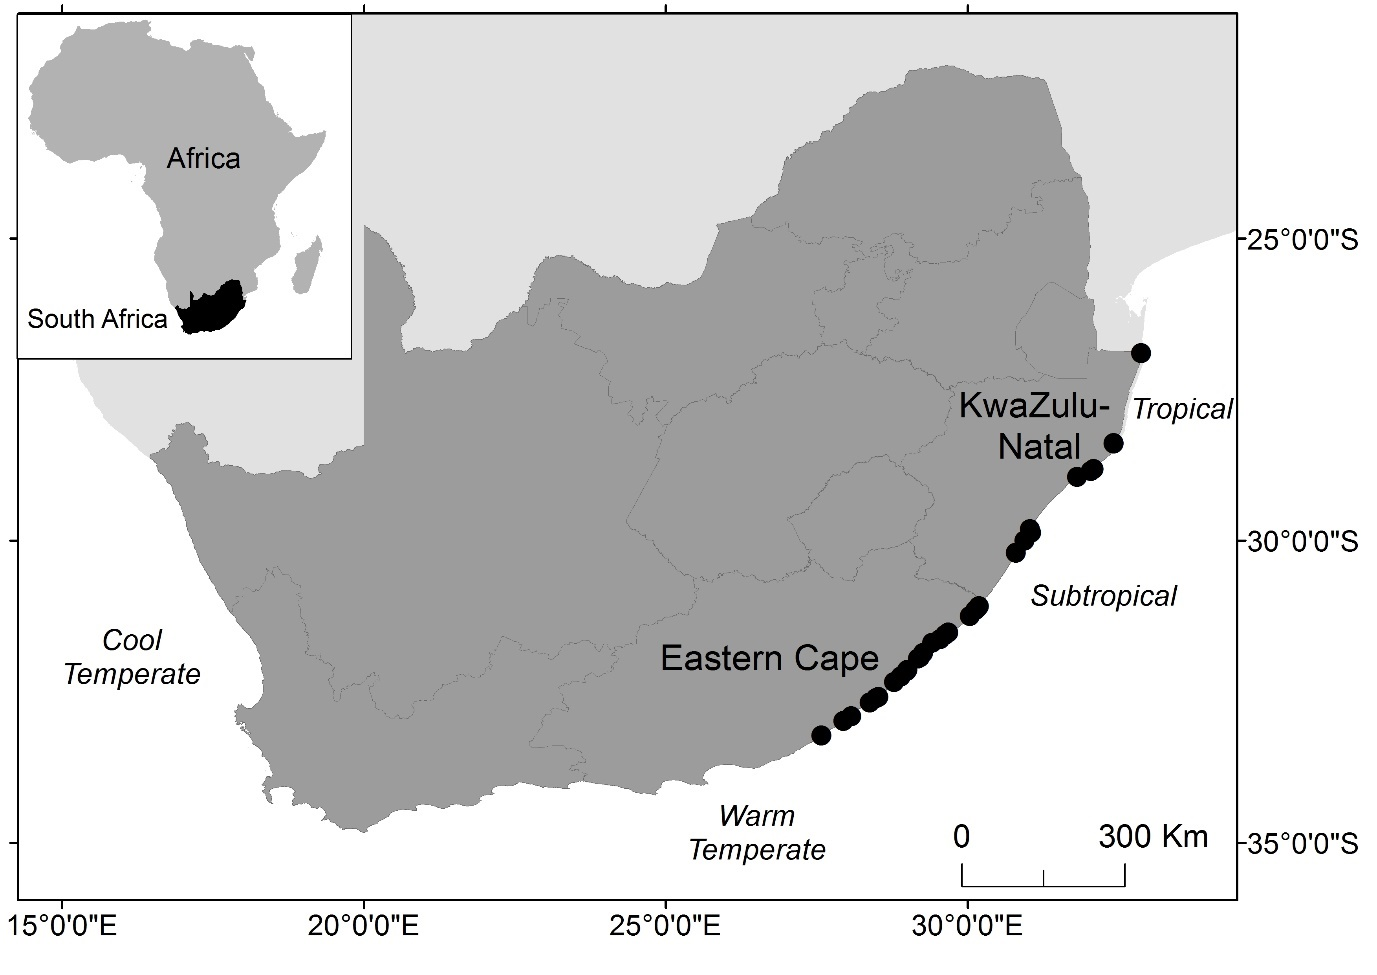 Africa
South Africa
25°0'0"S
KwaZulu-
Natal
Tropical
30°0'0"S
Subtropical
Cool
Temperate
Eastern Cape
Warm
Temperate
0 300 Km
35°0'0"S
15°0'0"E 20°0'0"E 25°0'0"E 30°0'0"E